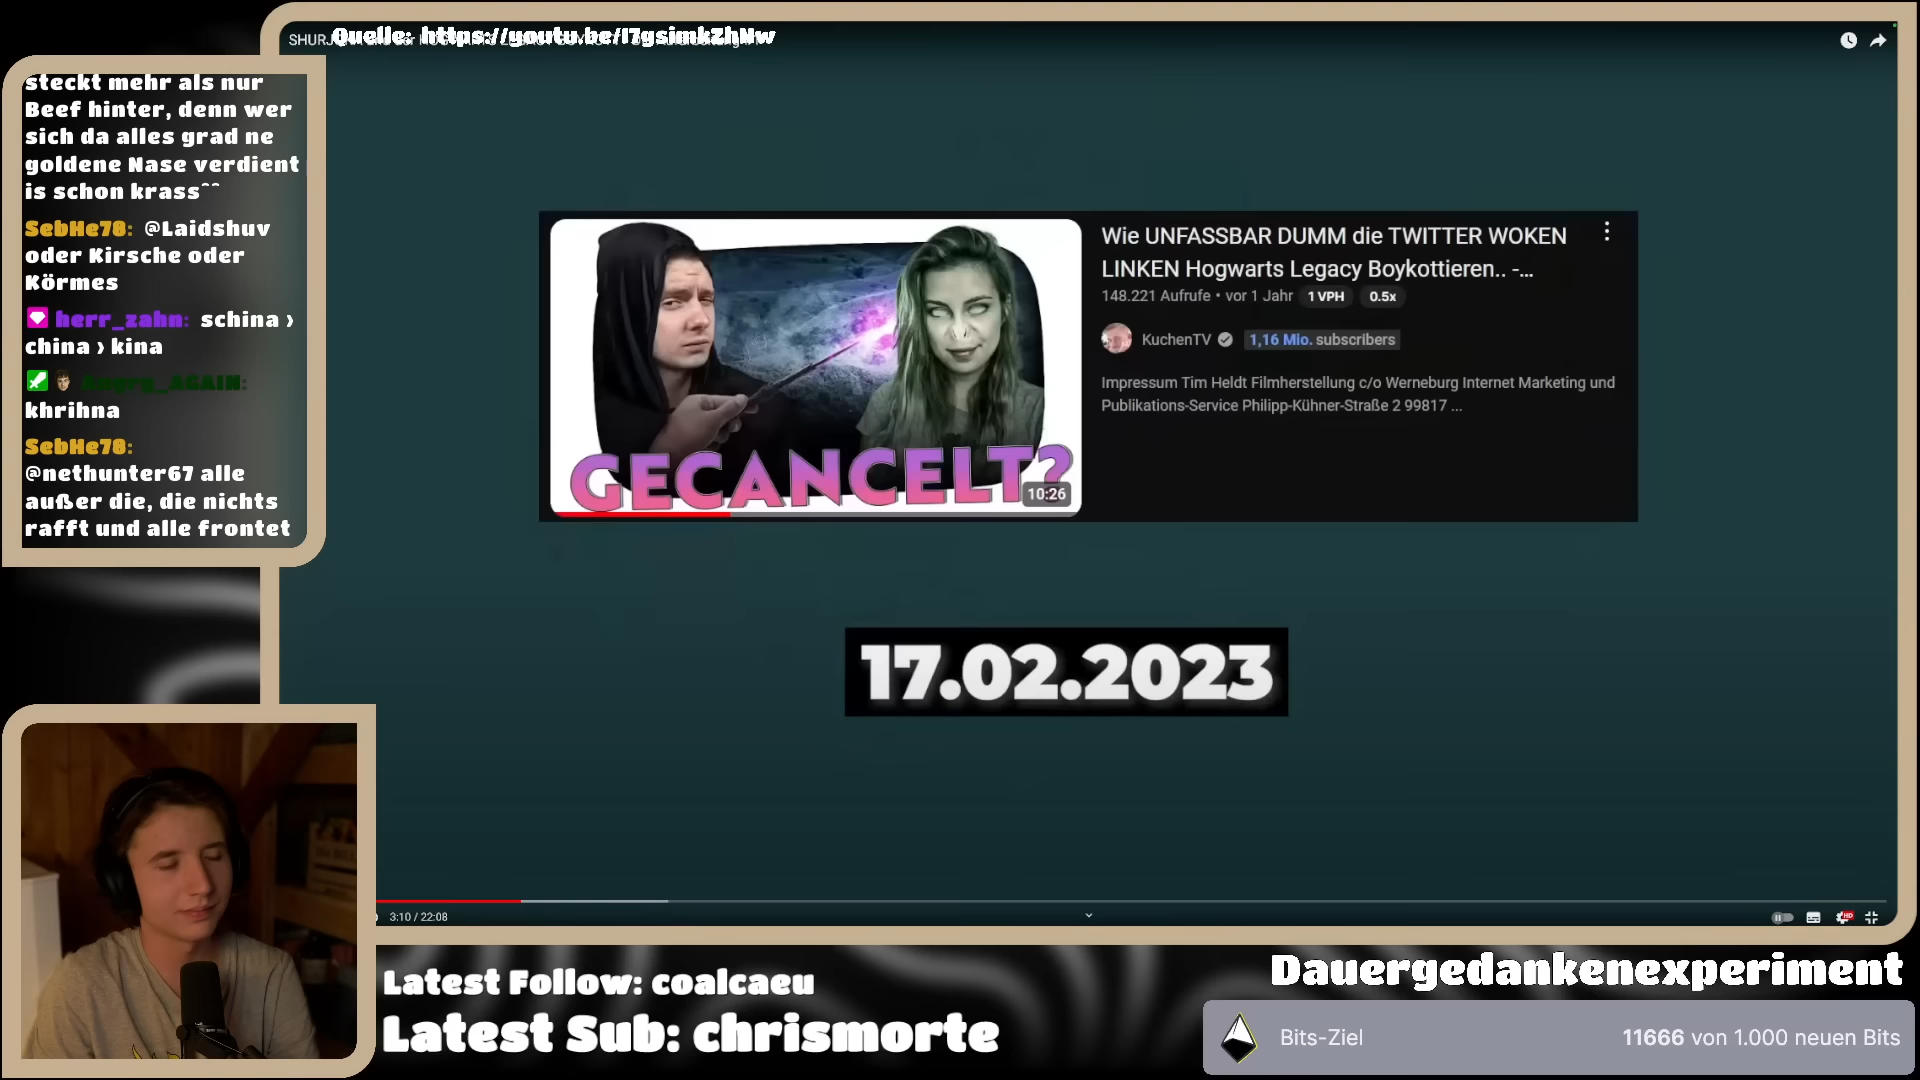 Quelle: https://youtu.be/I7gsimkZhNw
steckt mehr als nur
Beef hinter, denn wer
sich da alles grad ne
goldene Nase verdient
is schon krass^^
SebHe78: @Laidshuv
oder Kirsche oder
Körmes
herr_zahn: schina ›
china › kina
Angry_AGAIN:
khrihna
SebHe78:
@nethunter67 alle
außer die, die nichts
rafft und alle frontet
GECANCELT?
10:26
Wie UNFASSBAR DUMM die TWITTER WOKEN
LINKEN Hogwarts Legacy Boykottieren.. -...
148.221 Aufrufe • vor 1 Jahr 1 VPH 0.5x
KuchenTV 1,16 Mio. subscribers
Impressum Tim Heldt Filmherstellung c/o Werneburg Internet Marketing und
Publikations-Service Philipp-Kühner-Straße 2 99817 ...
17.02.2023
3:10 / 22:08
HD
Latest Follow: coalcaeu
Latest Sub: chrismorte
Dauergedankenexperiment
Bits-Ziel 11666 von 1.000 neuen Bits